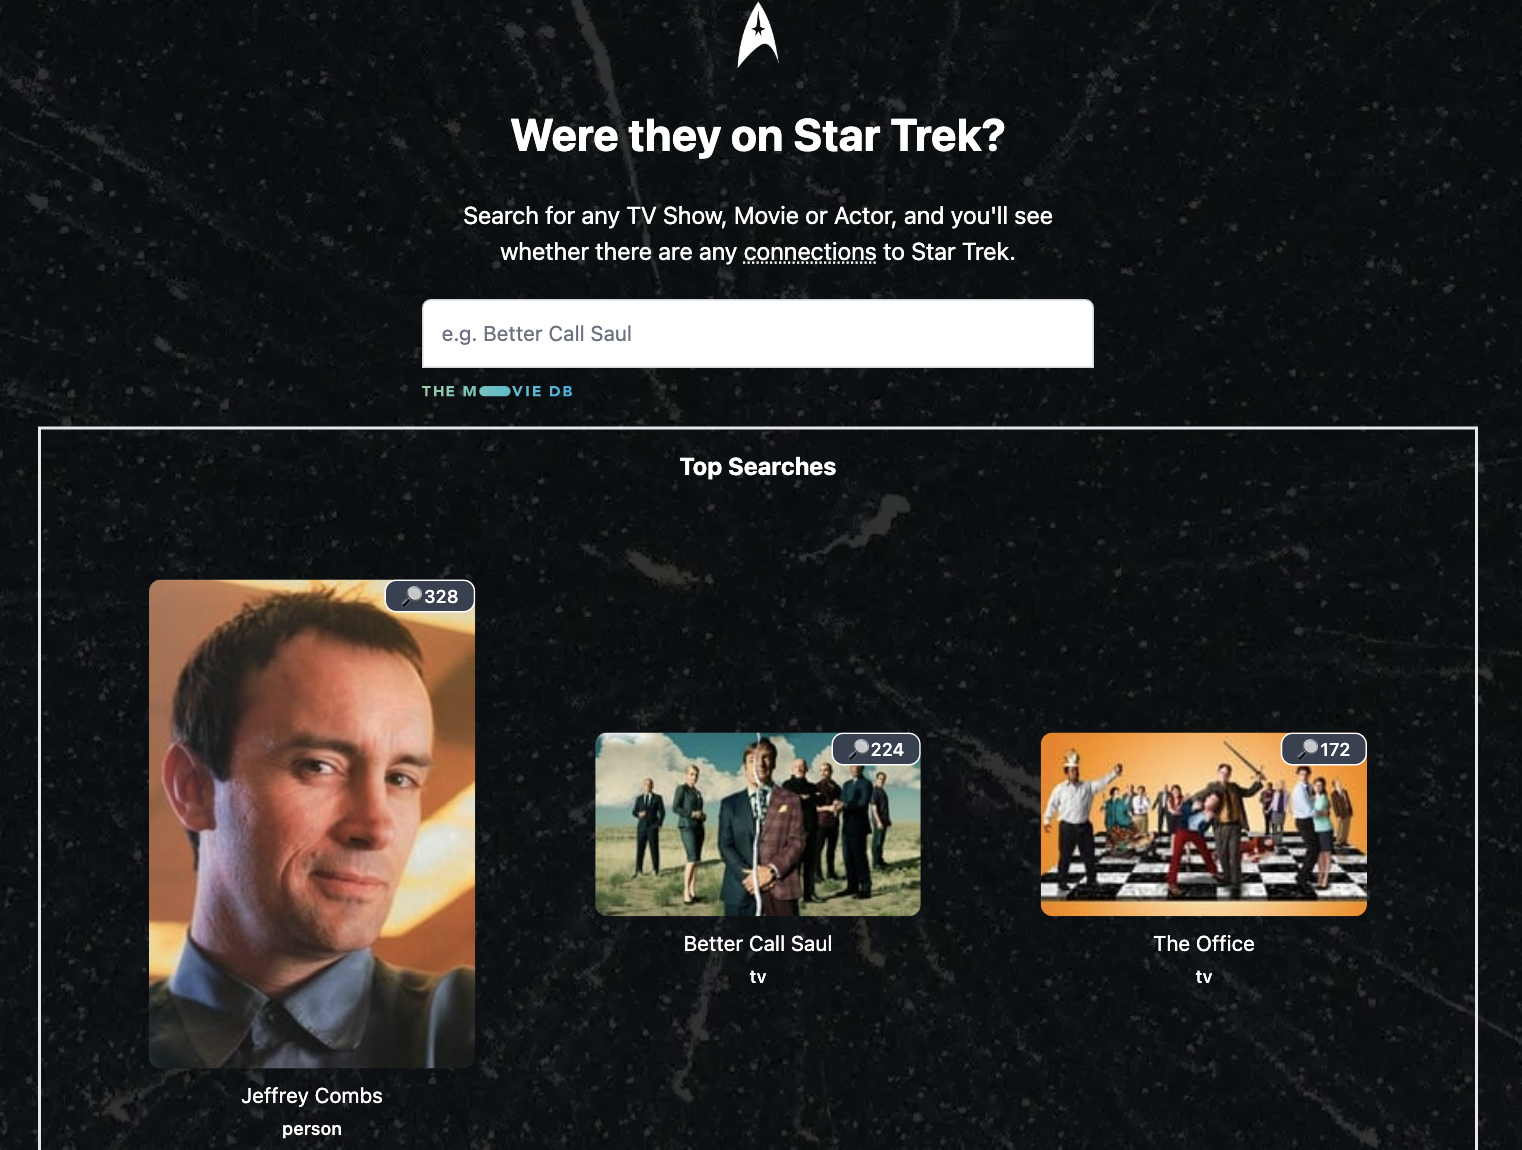 Were they on Star Trek?
Search for any TV Show, Movie or Actor, and you'll see
whether there are any connections to Star Trek.
e.g. Better Call Saul
THE MOVIE DB
Top Searches
328
224
172
Better Call Saul
tv
The Office
tv
Jeffrey Combs
person